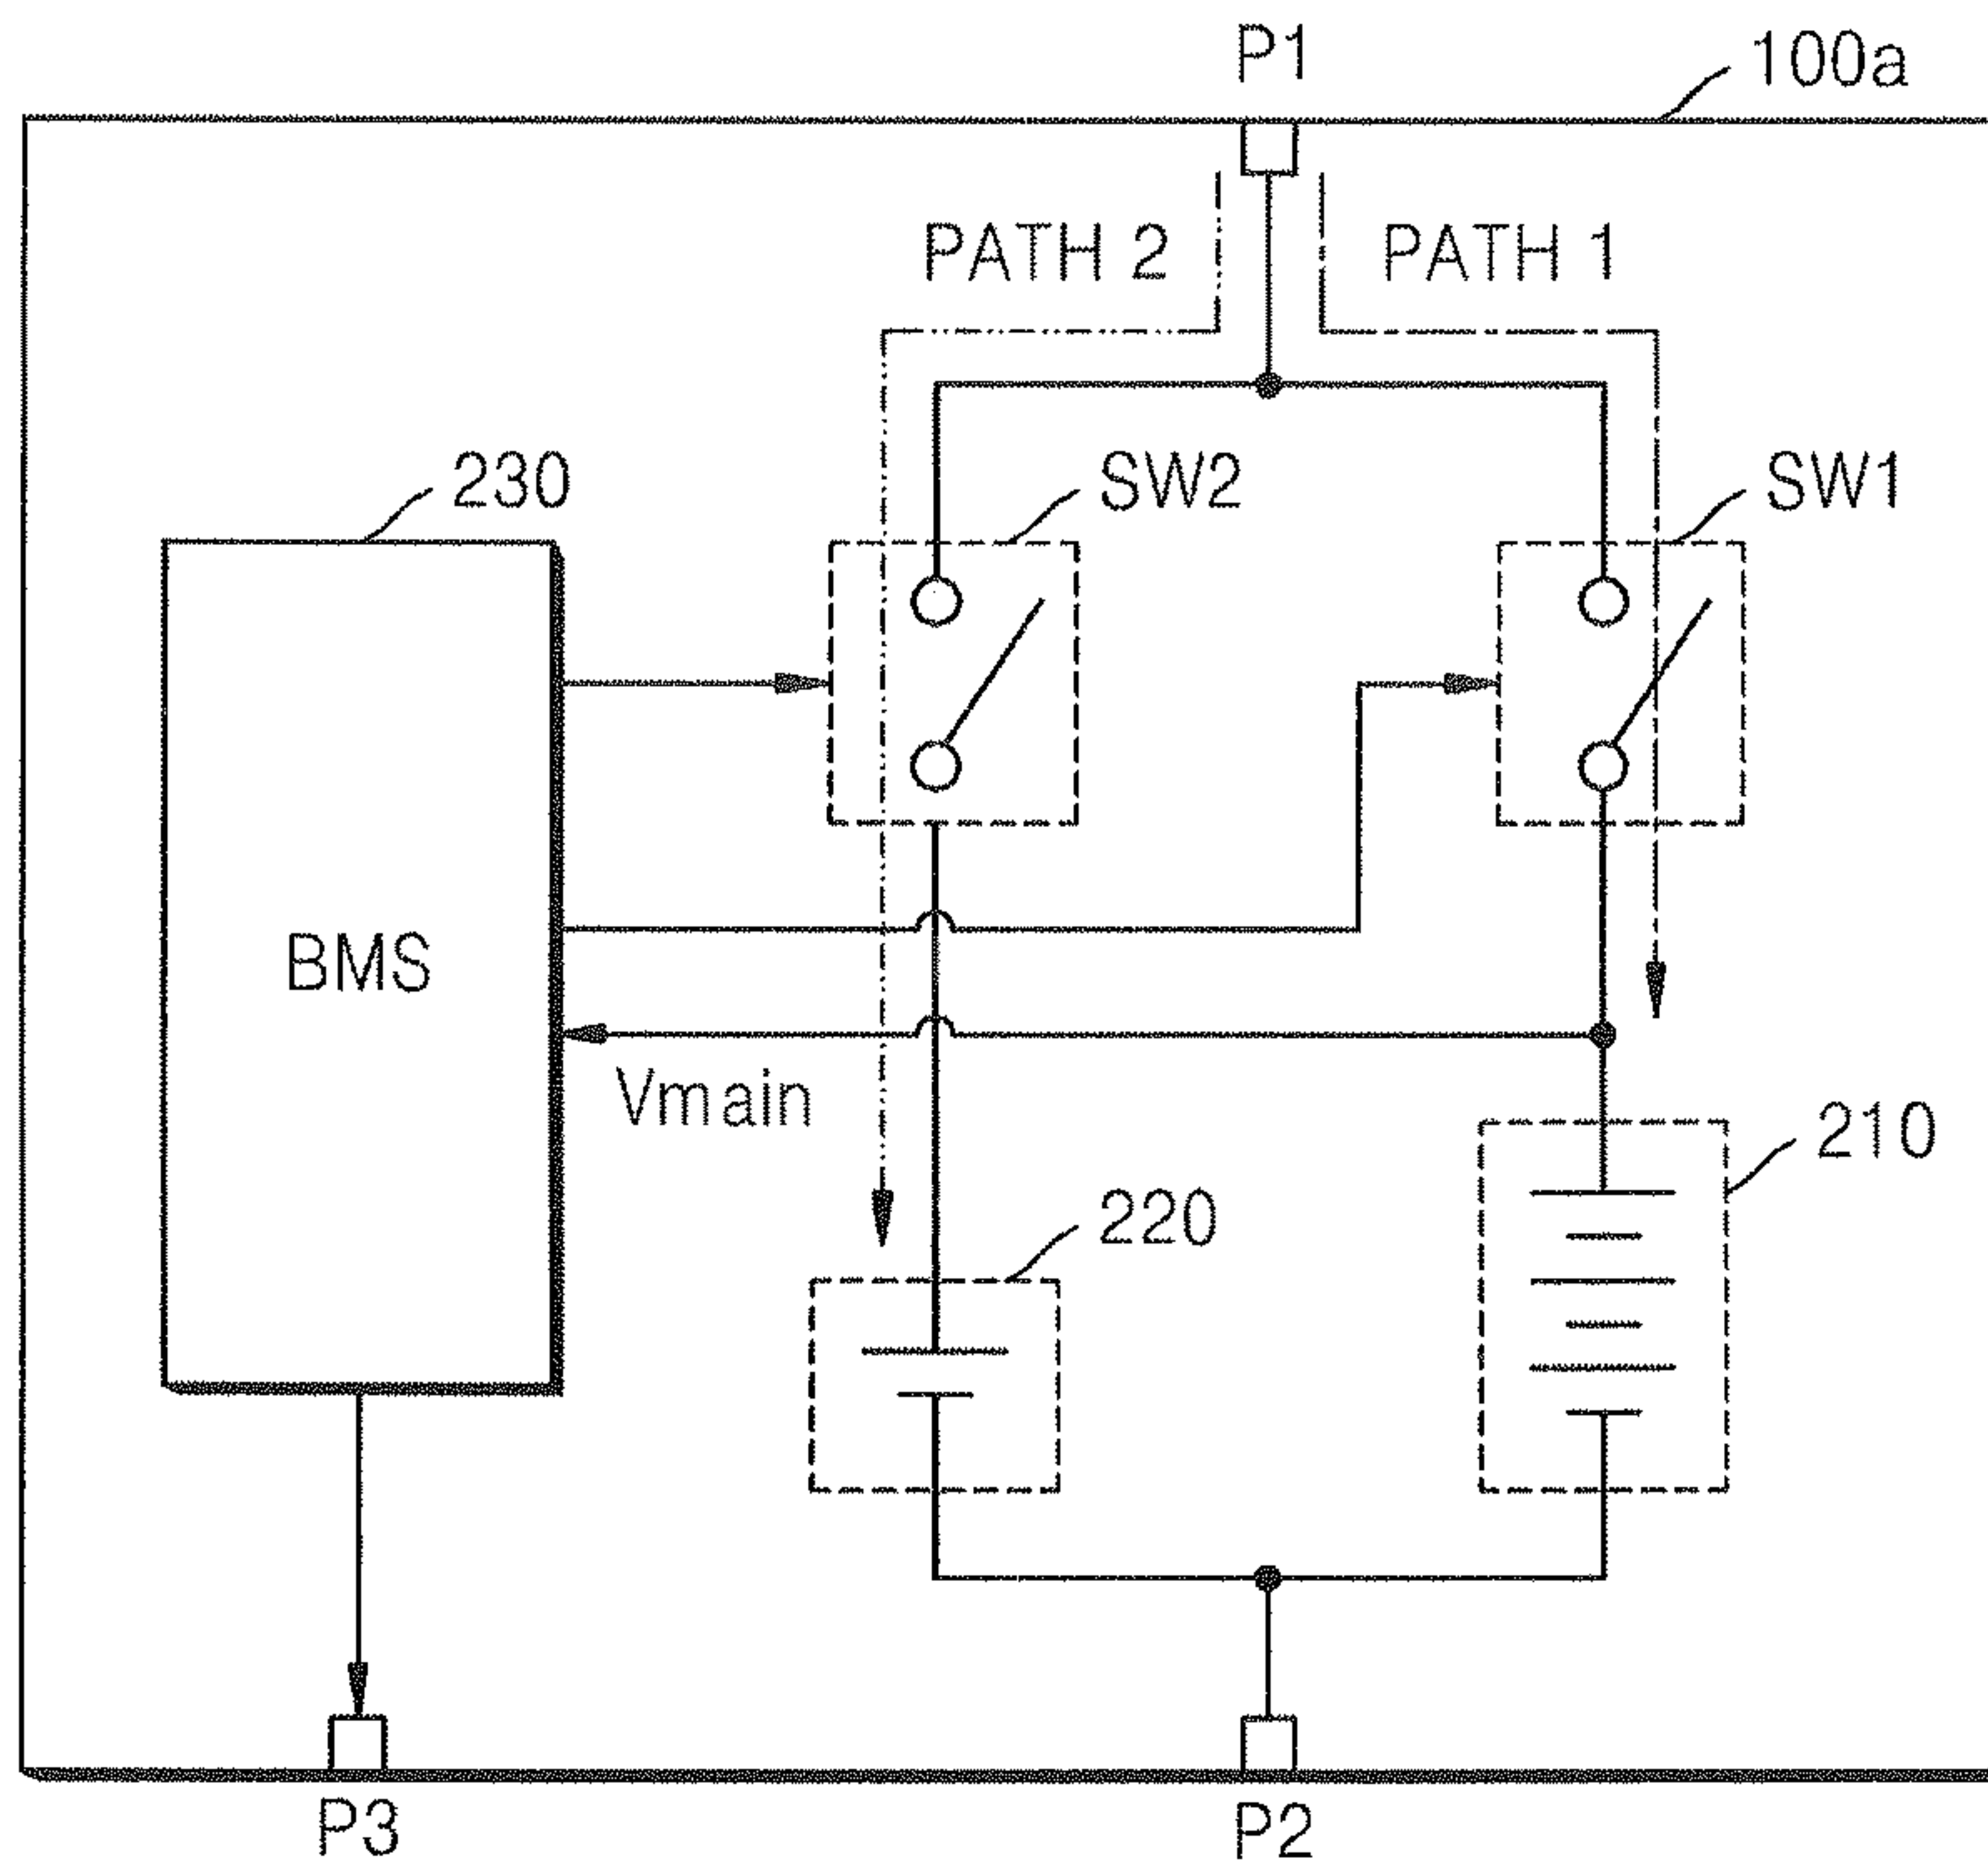 P1
100a
PATH 2
PATH 1
230
SW2
SW1
BMS
Vmain
210
220
P3
P2